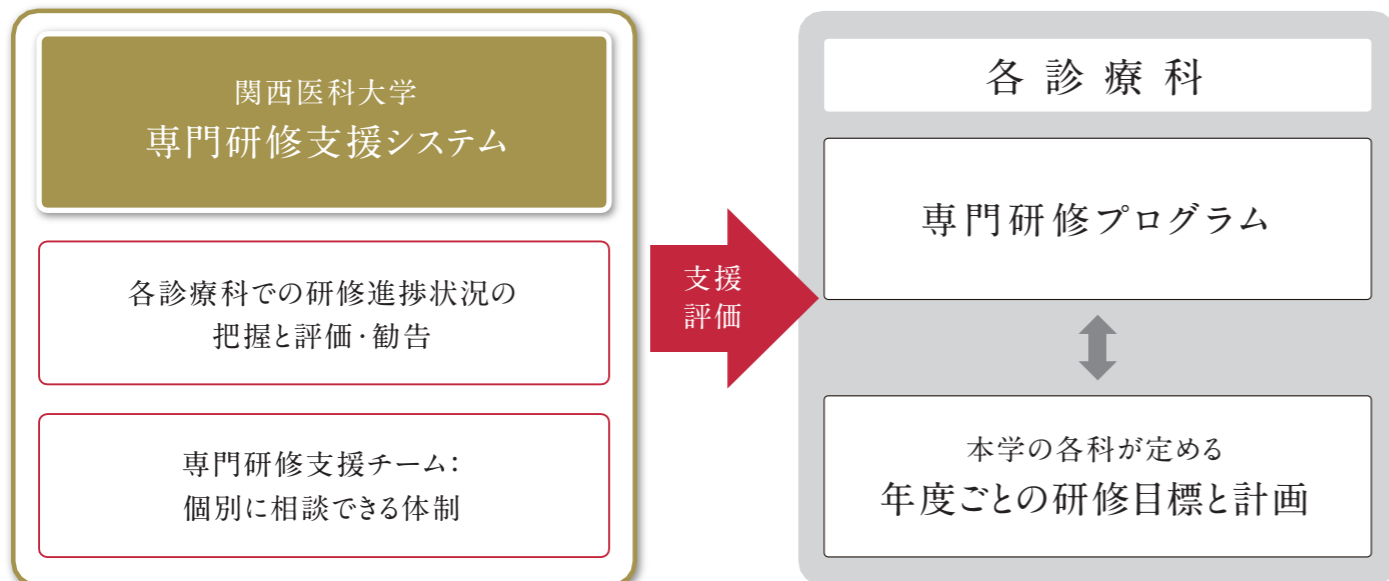 関西医科大学
専門研修支援システム
各診療科での研修進捗状況の
把握と評価・勧告
専門研修支援チーム：
個別に相談できる体制
支援
評価
各診療科
専門研修プログラム
本学の各科が定める
年度ごとの研修目標と計画